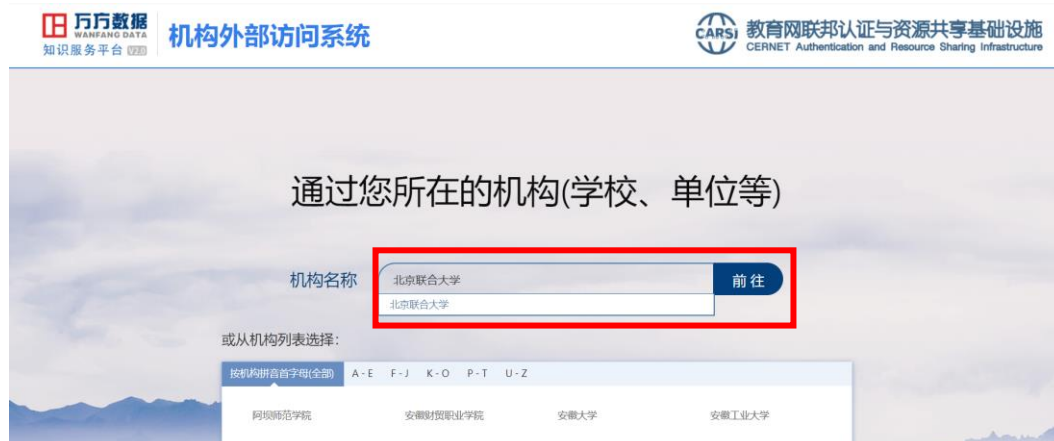 万方数据
WANFANG DATA
知识服务平台 V2.0
机构外部访问系统
CARSI
教育网联邦认证与资源共享基础设施
CERNET Authentication and Resource Sharing Infrastructure
通过您所在的机构(学校、单位等)
机构名称
北京联合大学
前往
北京联合大学
或从机构列表选择:
按机构拼音首字母(全部) A-E F-J K-O P-T U-Z
阿坝师范学院 安徽财贸职业学院 安徽大学 安徽工业大学